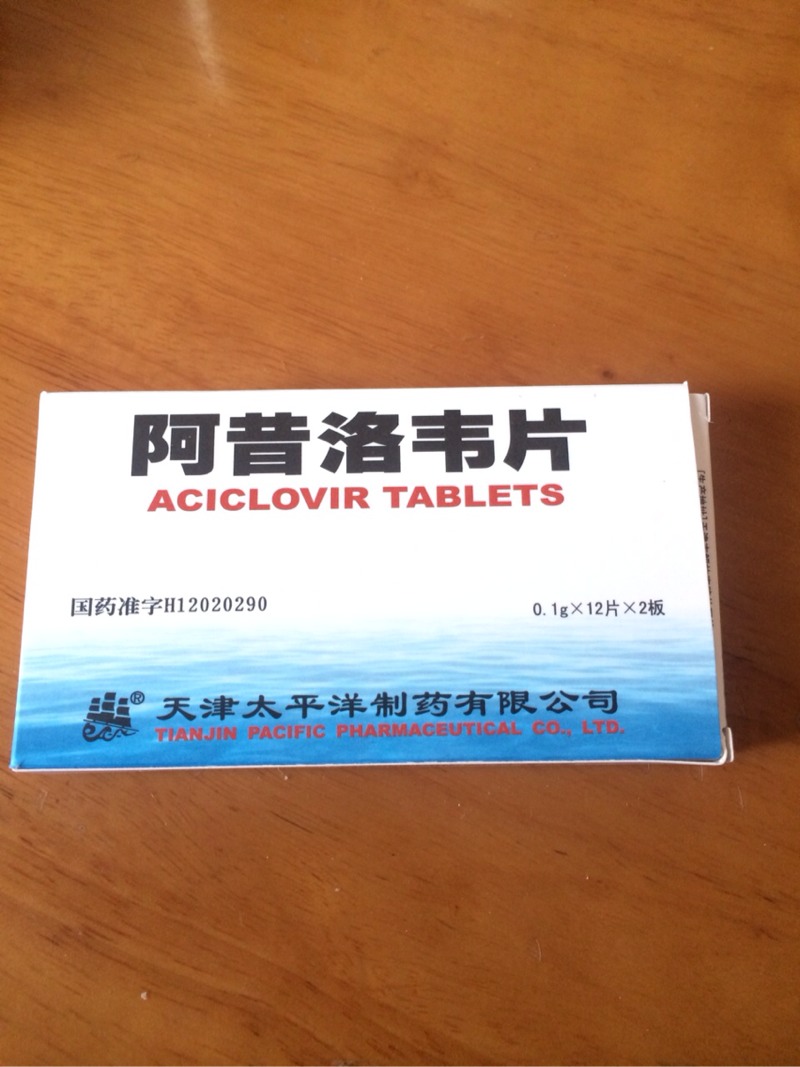 阿昔洛韦片
ACICLOVIR TABLETS
国药准字H12020290
0.1g×12片×2板
®
天津太平洋制药有限公司
TIANJIN PACIFIC PHARMACEUTICAL CO., LTD.